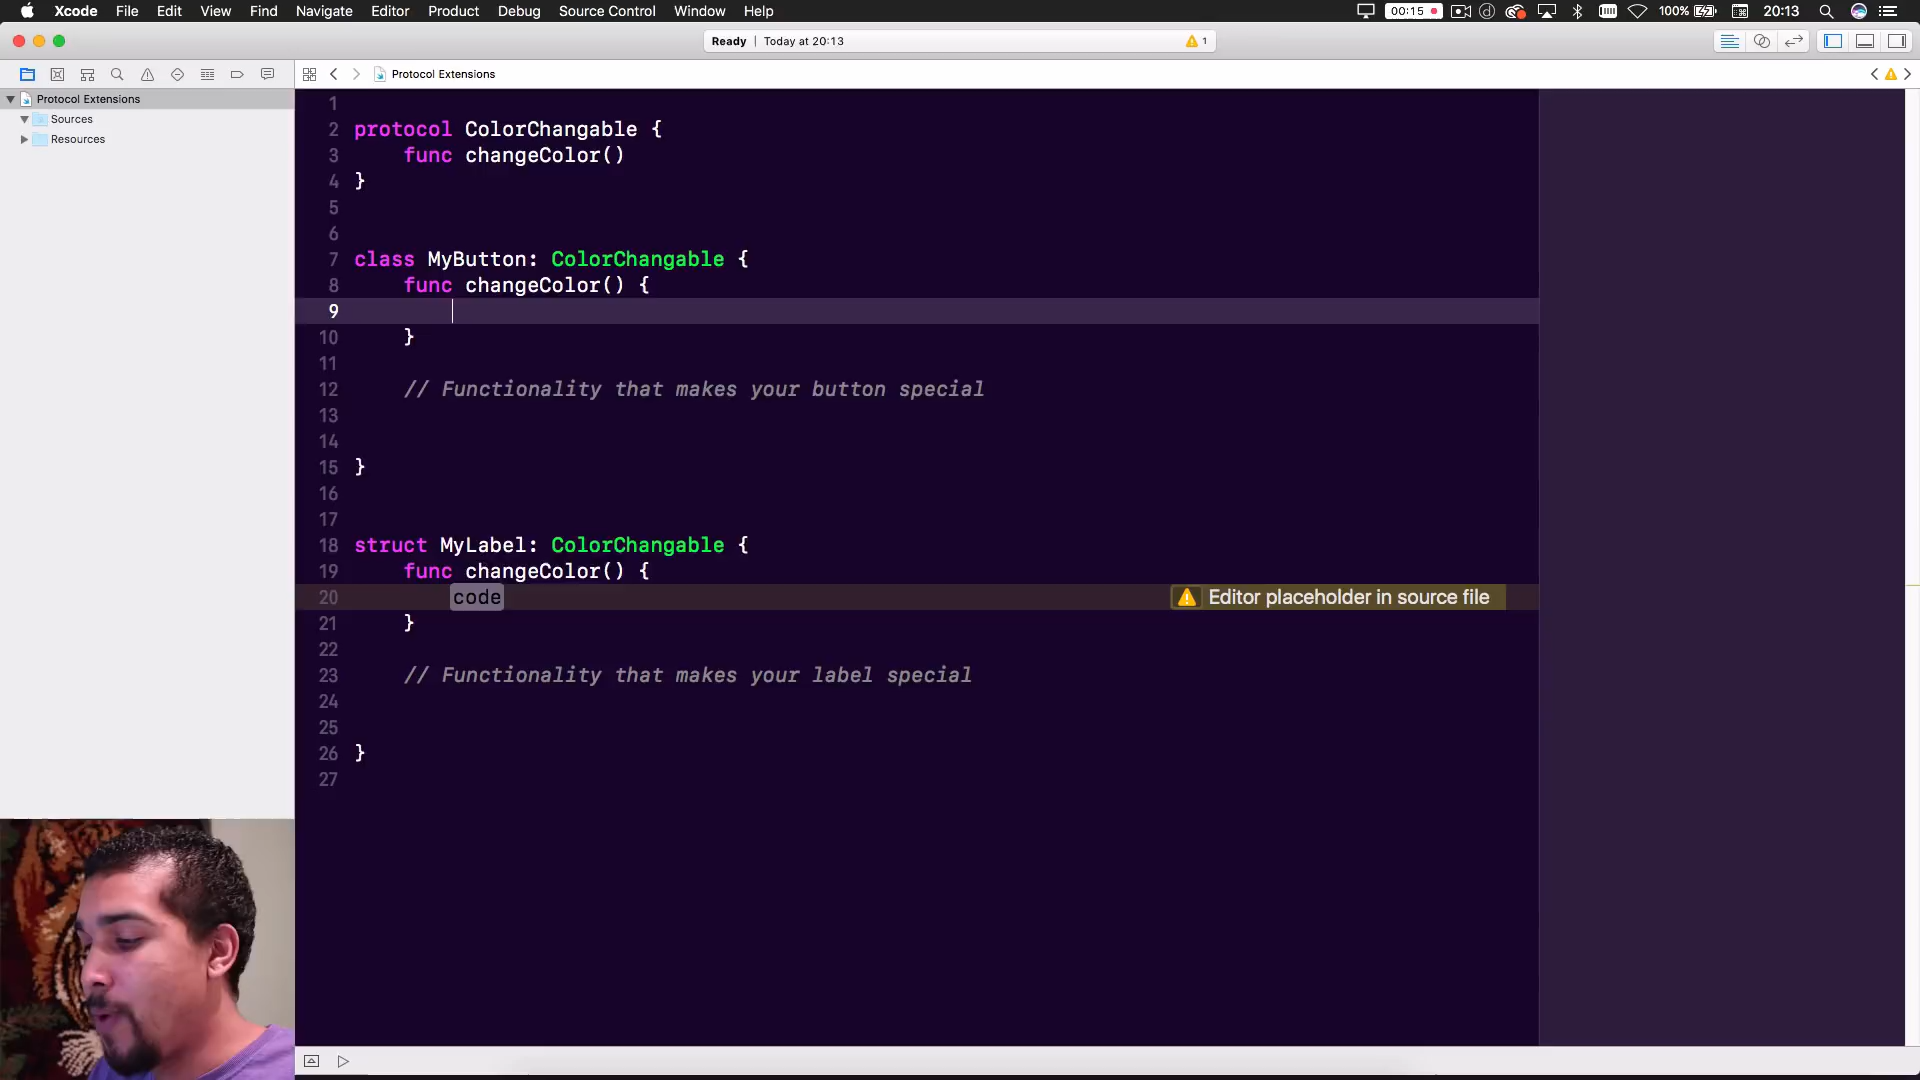 Xcode File Edit View Find Navigate Editor Product Debug Source Control Window Help 00:15 100% 20:13
Ready Today at 20:13 1
Protocol Extensions
Protocol Extensions
Sources
Resources
1
2 protocol ColorChangable {
3 func changeColor()
4 }
5
6
7 class MyButton: ColorChangable {
8 func changeColor() {
9
10 }
11
12 // Functionality that makes your button special
13
14
15 }
16
17
18 struct MyLabel: ColorChangable {
19 func changeColor() {
20 code Editor placeholder in source file
21 }
22
23 // Functionality that makes your label special
24
25
26 }
27